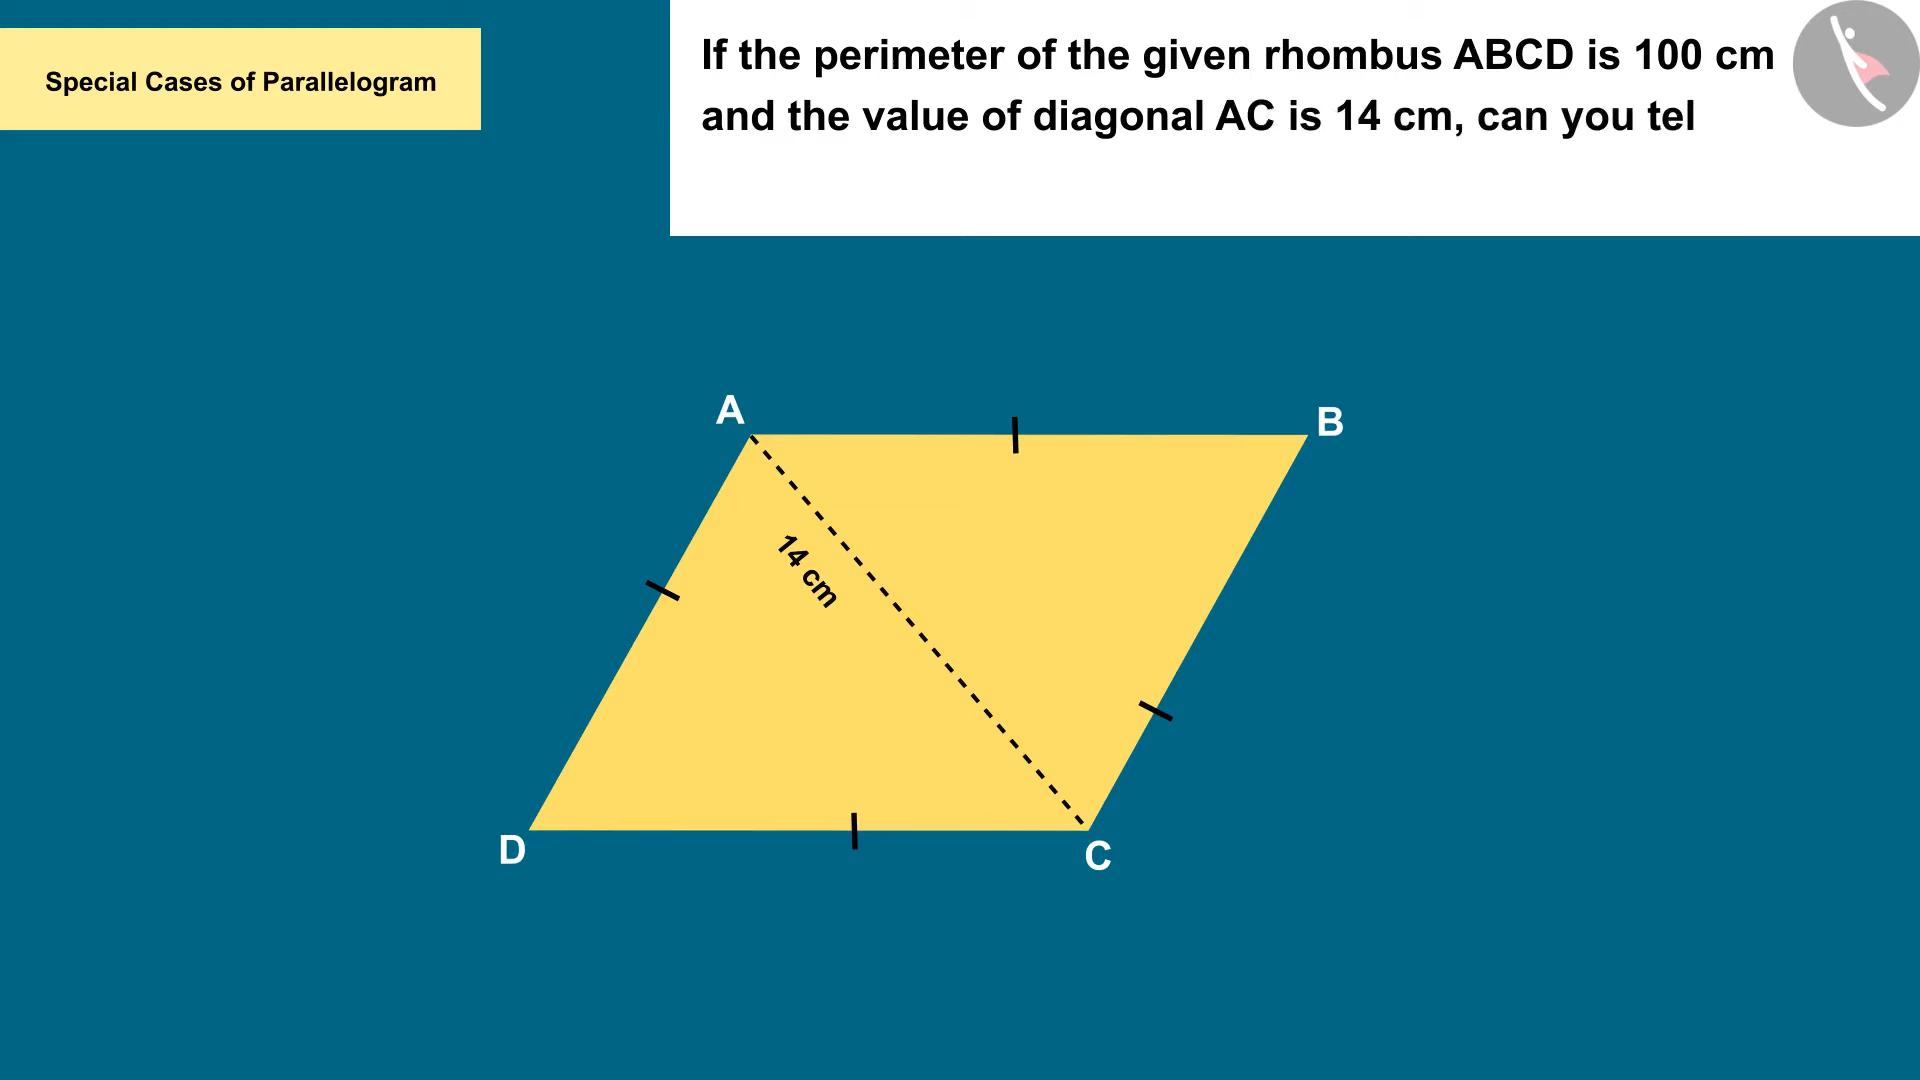 Special Cases of Parallelogram
If the perimeter of the given rhombus ABCD is 100 cm
and the value of diagonal AC is 14 cm, can you tel
A
B
14 cm
D
C